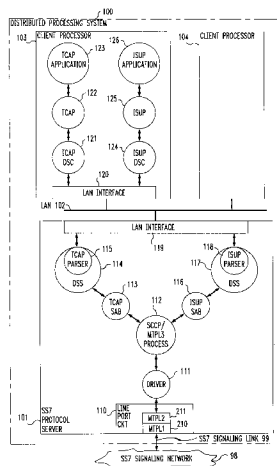 100
DISTRIBUTED PROCESSING SYSTEM
103
CLIENT PROCESSOR
104
CLIENT PROCESSOR
123
TCAP APPLICATION
126
ISUP APPLICATION
122
TCAP
125
ISUP
121
TCAP DSC
124
ISUP DSC
120
LAN INTERFACE
LAN 102
LAN INTERFACE
119
115
TCAP PARSER
114
DSS
118
ISUP PARSER
117
DSS
113
TCAP SAB
116
ISUP SAB
112
SCCP/ MTPL3 PROCESS
111
DRIVER
110
LINE PORT CKT
211
MTPL2
MTPL1
210
101
SS7 PROTOCOL SERVER
SS7 SIGNALING LINK 99
SS7 SIGNALING NETWORK
98